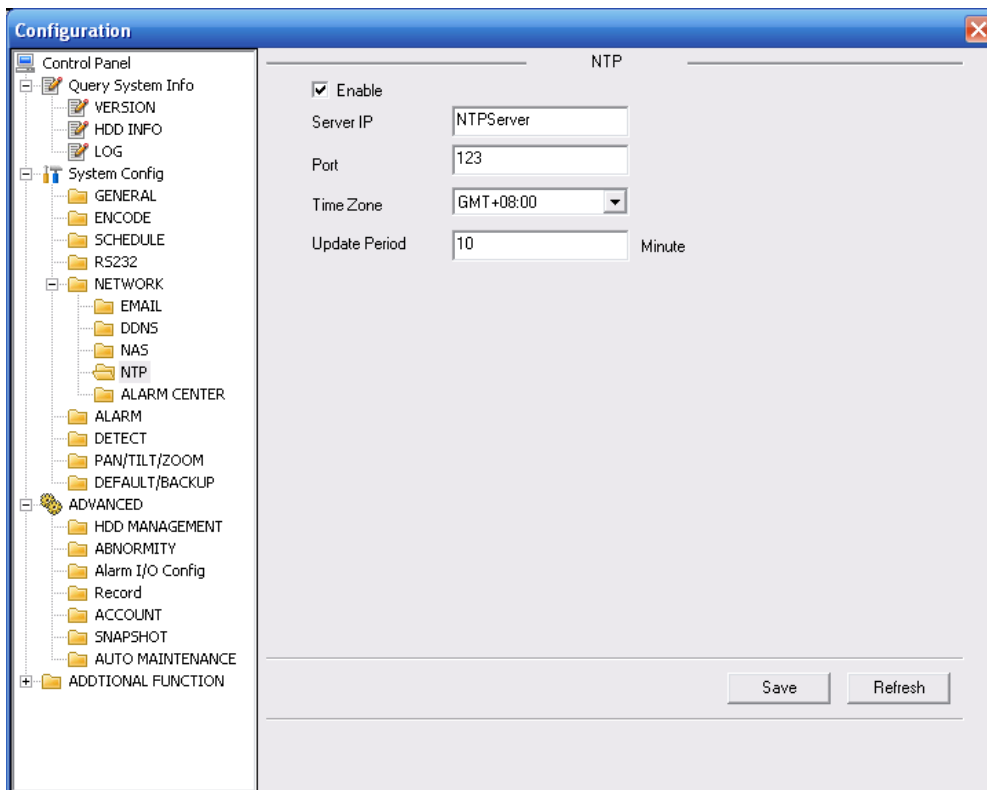 Configuration
Control Panel
Query System Info
VERSION
HDD INFO
LOG
System Config
GENERAL
ENCODE
SCHEDULE
RS232
NETWORK
EMAIL
DDNS
NAS
NTP
ALARM CENTER
ALARM
DETECT
PAN/TILT/ZOOM
DEFAULT/BACKUP
ADVANCED
HDD MANAGEMENT
ABNORMITY
Alarm I/O Config
Record
ACCOUNT
SNAPSHOT
AUTO MAINTENANCE
ADDTIONAL FUNCTION
NTP
Enable
Server IP NTPServer
Port 123
Time Zone GMT+08:00
Update Period 10 Minute
Save Refresh